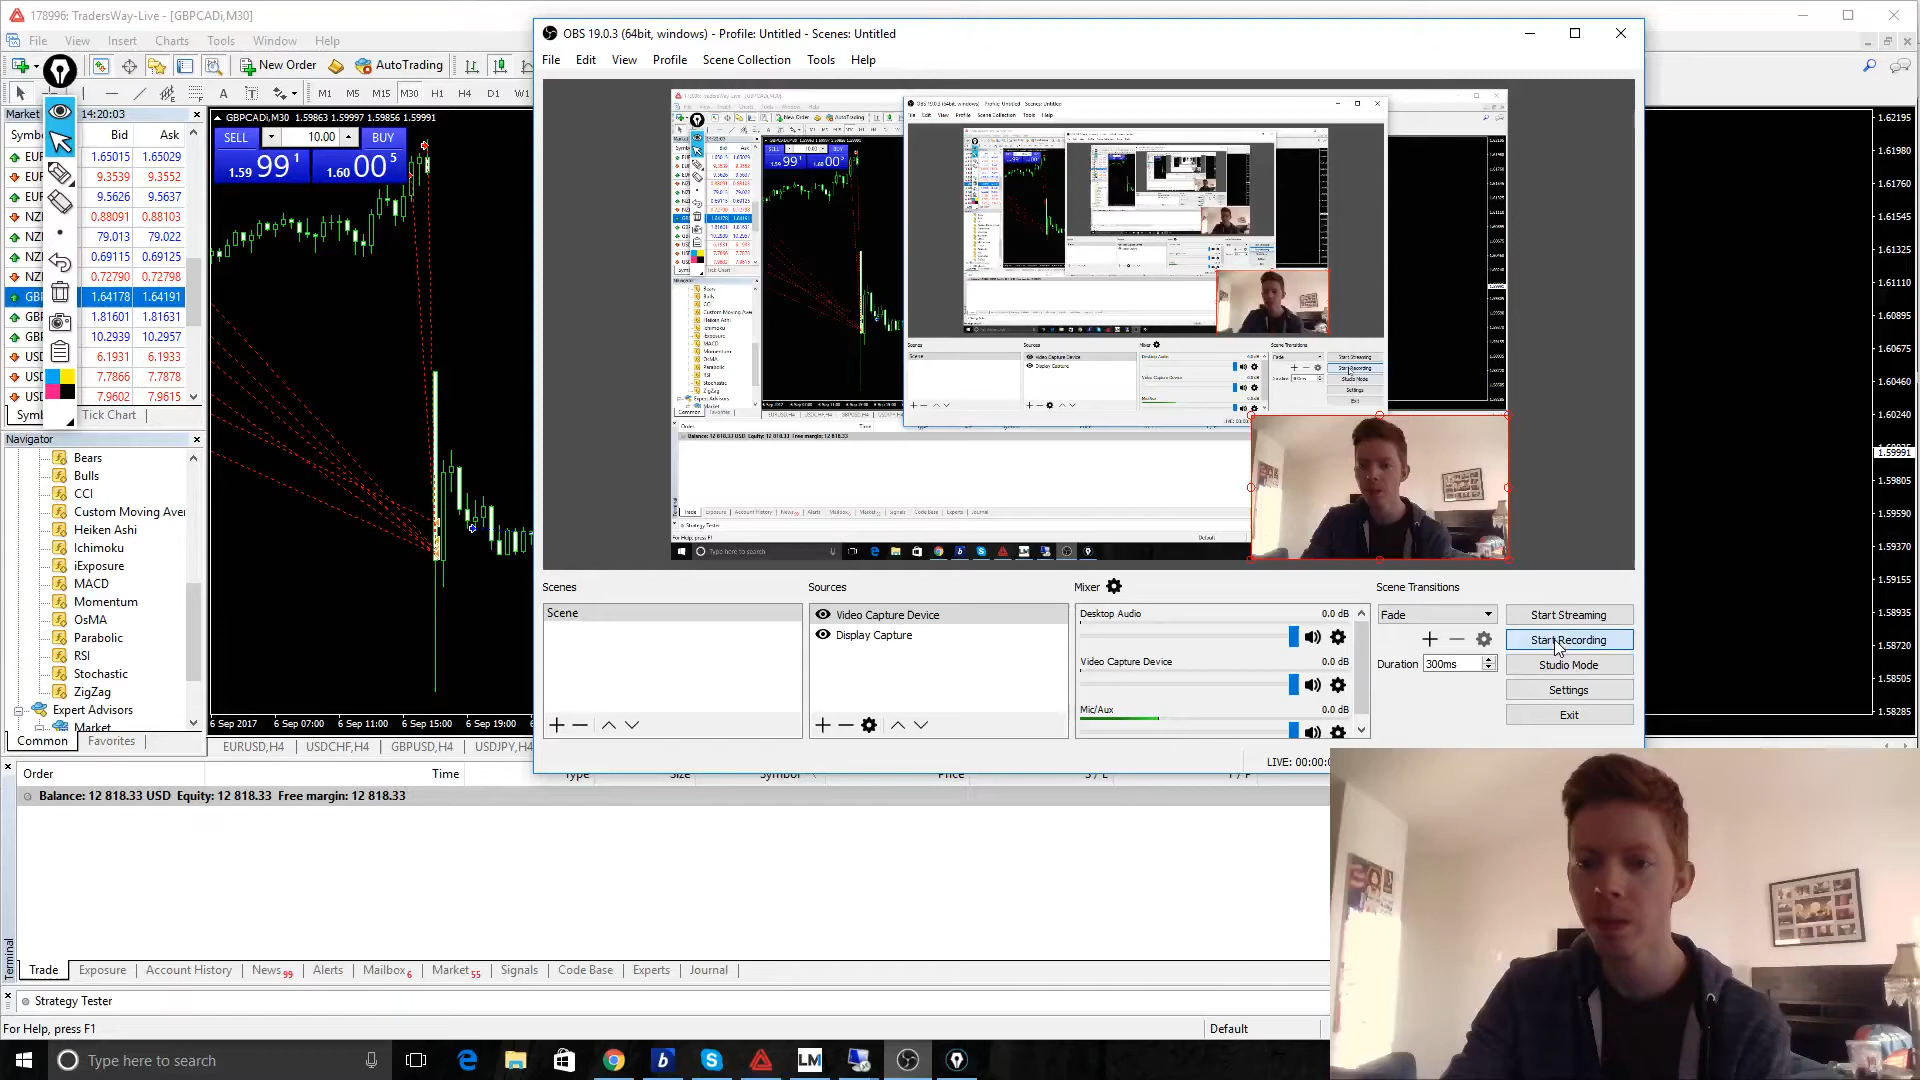 178996: TradersWay-Live - [GBPCADi,M30]
File View Insert Charts Tools Window Help
New Order AutoTrading
M1 M5 M15 M30 H1 H4 D1 W1
Market 14:20:03
Bid Ask
1.65015 1.65029
9.3539 9.3552
9.5626 9.5637
0.88091 0.88103
79.013 79.022
0.69115 0.69125
0.72790 0.72798
1.64178 1.64191
1.81601 1.81631
10.2939 10.2957
6.1931 6.1933
7.7866 7.7878
7.9602 7.9615
Tick Chart
Navigator
Bears
Bulls
CCI
Custom Moving Aver
Heiken Ashi
Ichimoku
iExposure
MACD
Momentum
OsMA
Parabolic
RSI
Stochastic
ZigZag
Expert Advisors
Market
Common Favorites
GBPCADi,M30 1.59863 1.59997 1.59856 1.59991
SELL 10.00 BUY
1.59 99 1 1.60 00 5
6 Sep 2017 6 Sep 07:00 6 Sep 11:00 6 Sep 15:00 6 Sep 19:00
EURUSD,H4 USDCHF,H4 GBPUSD,H4 USDJPY,H4
OBS 19.0.3 (64bit, windows) - Profile: Untitled - Scenes: Untitled
File Edit View Profile Scene Collection Tools Help
Scenes
Scene
Sources
Video Capture Device
Display Capture
Mixer
Desktop Audio 0.0 dB
Video Capture Device 0.0 dB
Mic/Aux 0.0 dB
Scene Transitions
Fade
Duration 300ms
Start Streaming
Start Recording
Studio Mode
Settings
Exit
1.62195
1.61980
1.61760
1.61545
1.61325
1.61110
1.60895
1.60675
1.60460
1.60240
1.59991
1.59805
1.59590
1.59370
1.59155
1.58935
1.58720
1.58505
1.58285
Order Time Type Size Symbol Price S / L T / P
Balance: 12 818.33 USD Equity: 12 818.33 Free margin: 12 818.33
Terminal
Trade Exposure Account History News 99 Alerts Mailbox 6 Market 55 Signals Code Base Experts Journal
Strategy Tester
For Help, press F1
Default
Type here to search
b
LM